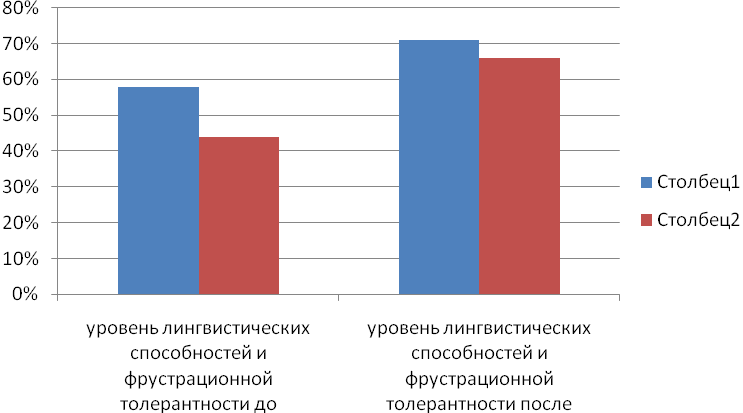 80%
70%
60%
50%
40%
30%
20%
10%
0%
Столбец1
Столбец2
уровень лингвистических
способностей и
фрустрационной
толерантности до
уровень лингвистических
способностей и
фрустрационной
толерантности после